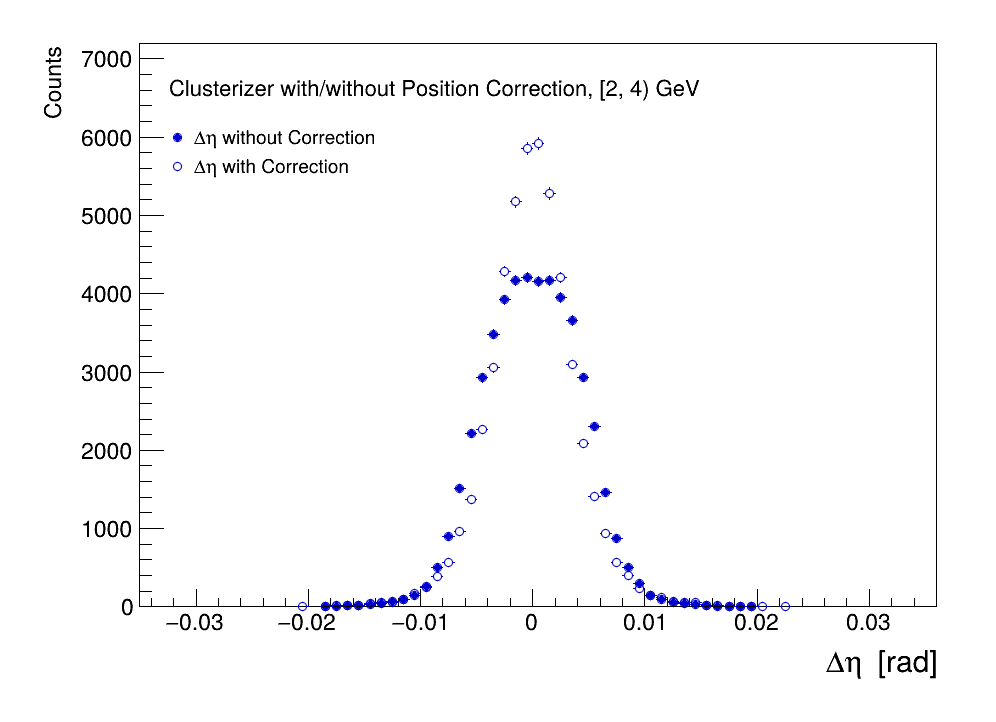 Counts
7000
6000
5000
4000
3000
2000
1000
0
Clusterizer with/without Position Correction, [2, 4) GeV
Δη without Correction
Δη with Correction
−0.03 −0.02 −0.01 0 0.01 0.02 0.03
Δη [rad]